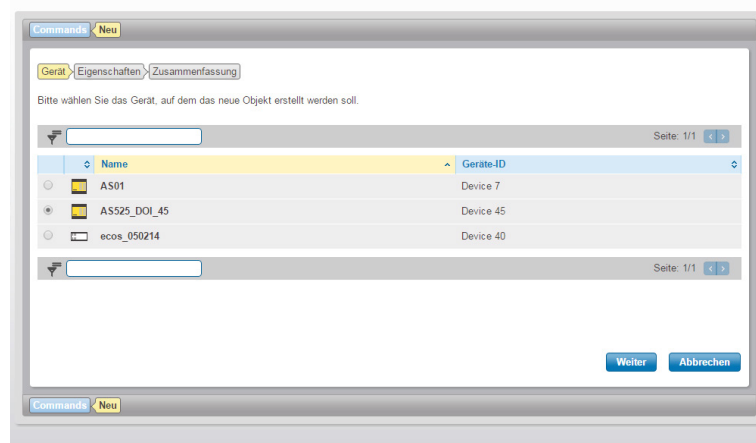 Commands Neu
Gerät Eigenschaften Zusammenfassung
Bitte wählen Sie das Gerät, auf dem das neue Objekt erstellt werden soll.
Seite: 1/1
Name Geräte-ID
AS01 Device 7
AS525_DOI_45 Device 45
ecos_050214 Device 40
Seite: 1/1
Weiter Abbrechen
Commands Neu